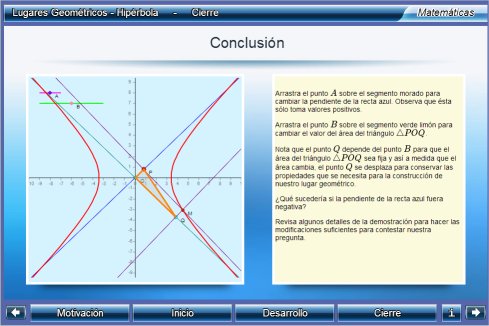 Lugares Geométricos - Hipérbola - Cierre
Matemáticas
Conclusión
Arrastra el punto A sobre el segmento morado para
cambiar la pendiente de la recta azul. Observa que ésta
sólo toma valores positivos.
Arrastra el punto B sobre el segmento verde limón para
cambiar el valor del área del triángulo △POQ.
Nota que el punto Q depende del punto B para que el
área del triángulo △POQ sea fija y así a medida que el
área cambia, el punto Q se desplaza para conservar las
propiedades que se necesita para la construcción de
nuestro lugar geométrico.
¿Qué sucedería si la pendiente de la recta azul fuera
negativa?
Revisa algunos detalles de la demostración para hacer las
modificaciones suficientes para contestar nuestra
pregunta.
A
B
P
M
Q
Motivación
Inicio
Desarrollo
Cierre
i